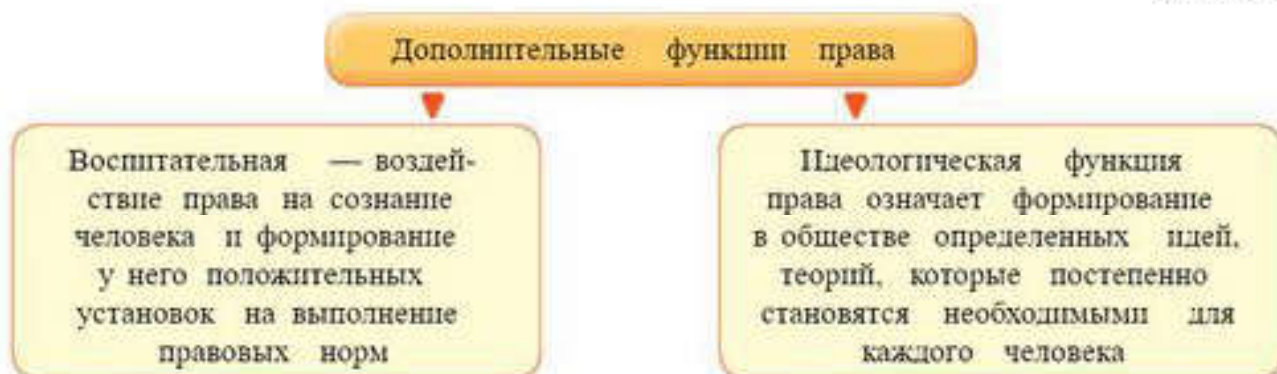 Дополнительные функции права
Воспитательная — воздей-
ствие права на сознание
человека и формирование
у него положительных
установок на выполнение
правовых норм
Идеологическая функция
права означает формирование
в обществе определенных идей,
теорий, которые постепенно
становятся необходимыми для
каждого человека